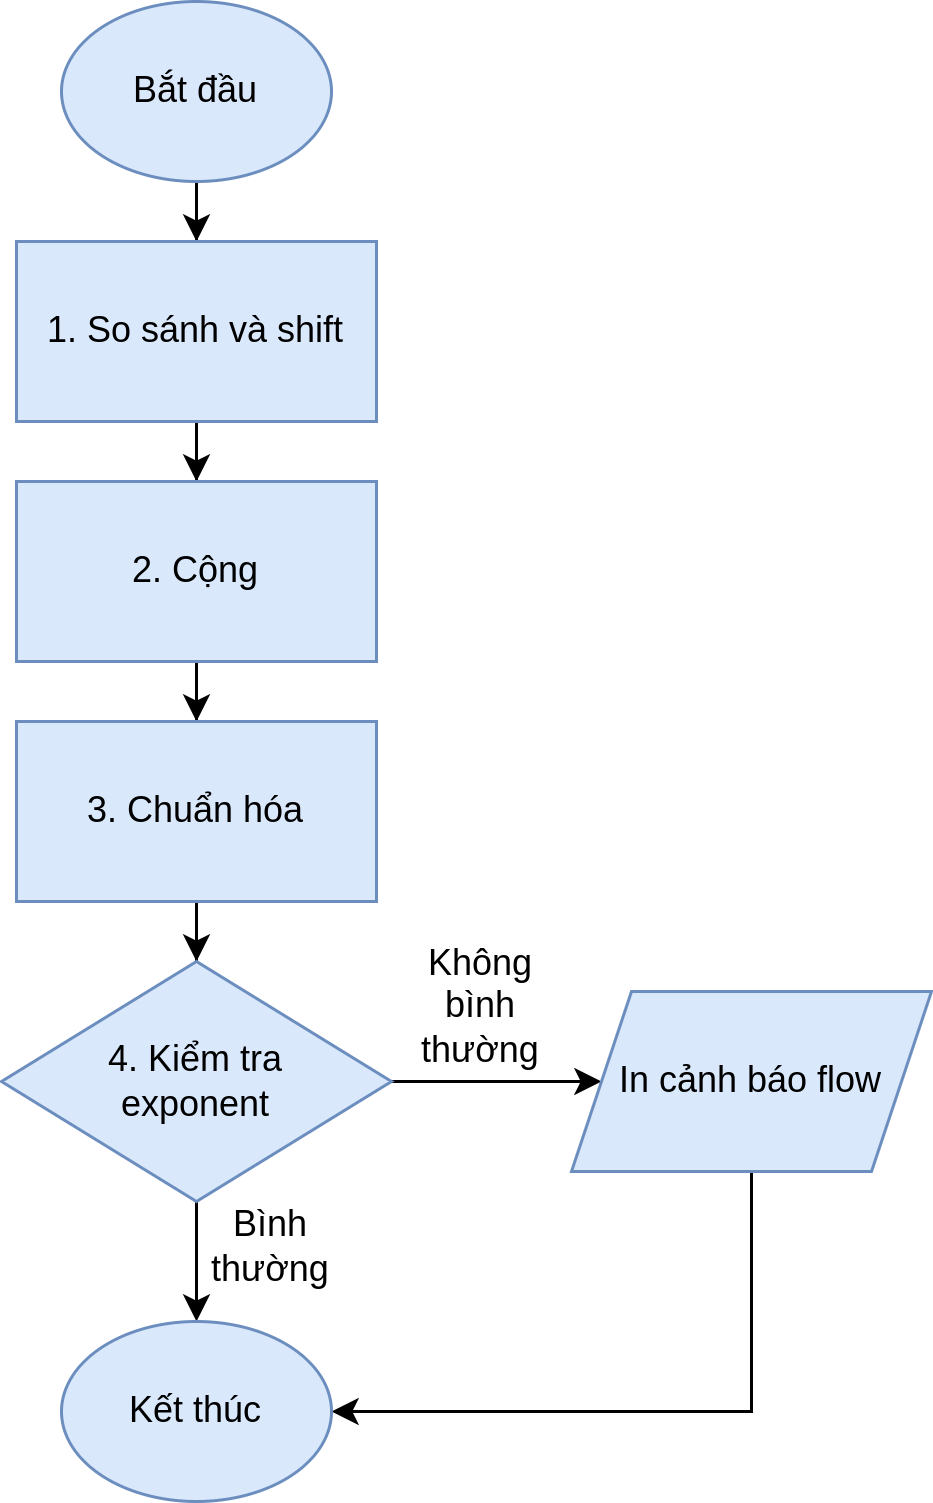 Bắt đầu
1. So sánh và shift
2. Cộng
3. Chuẩn hóa
4. Kiểm tra
exponent
Không
bình
thường
In cảnh báo flow
Bình
thường
Kết thúc